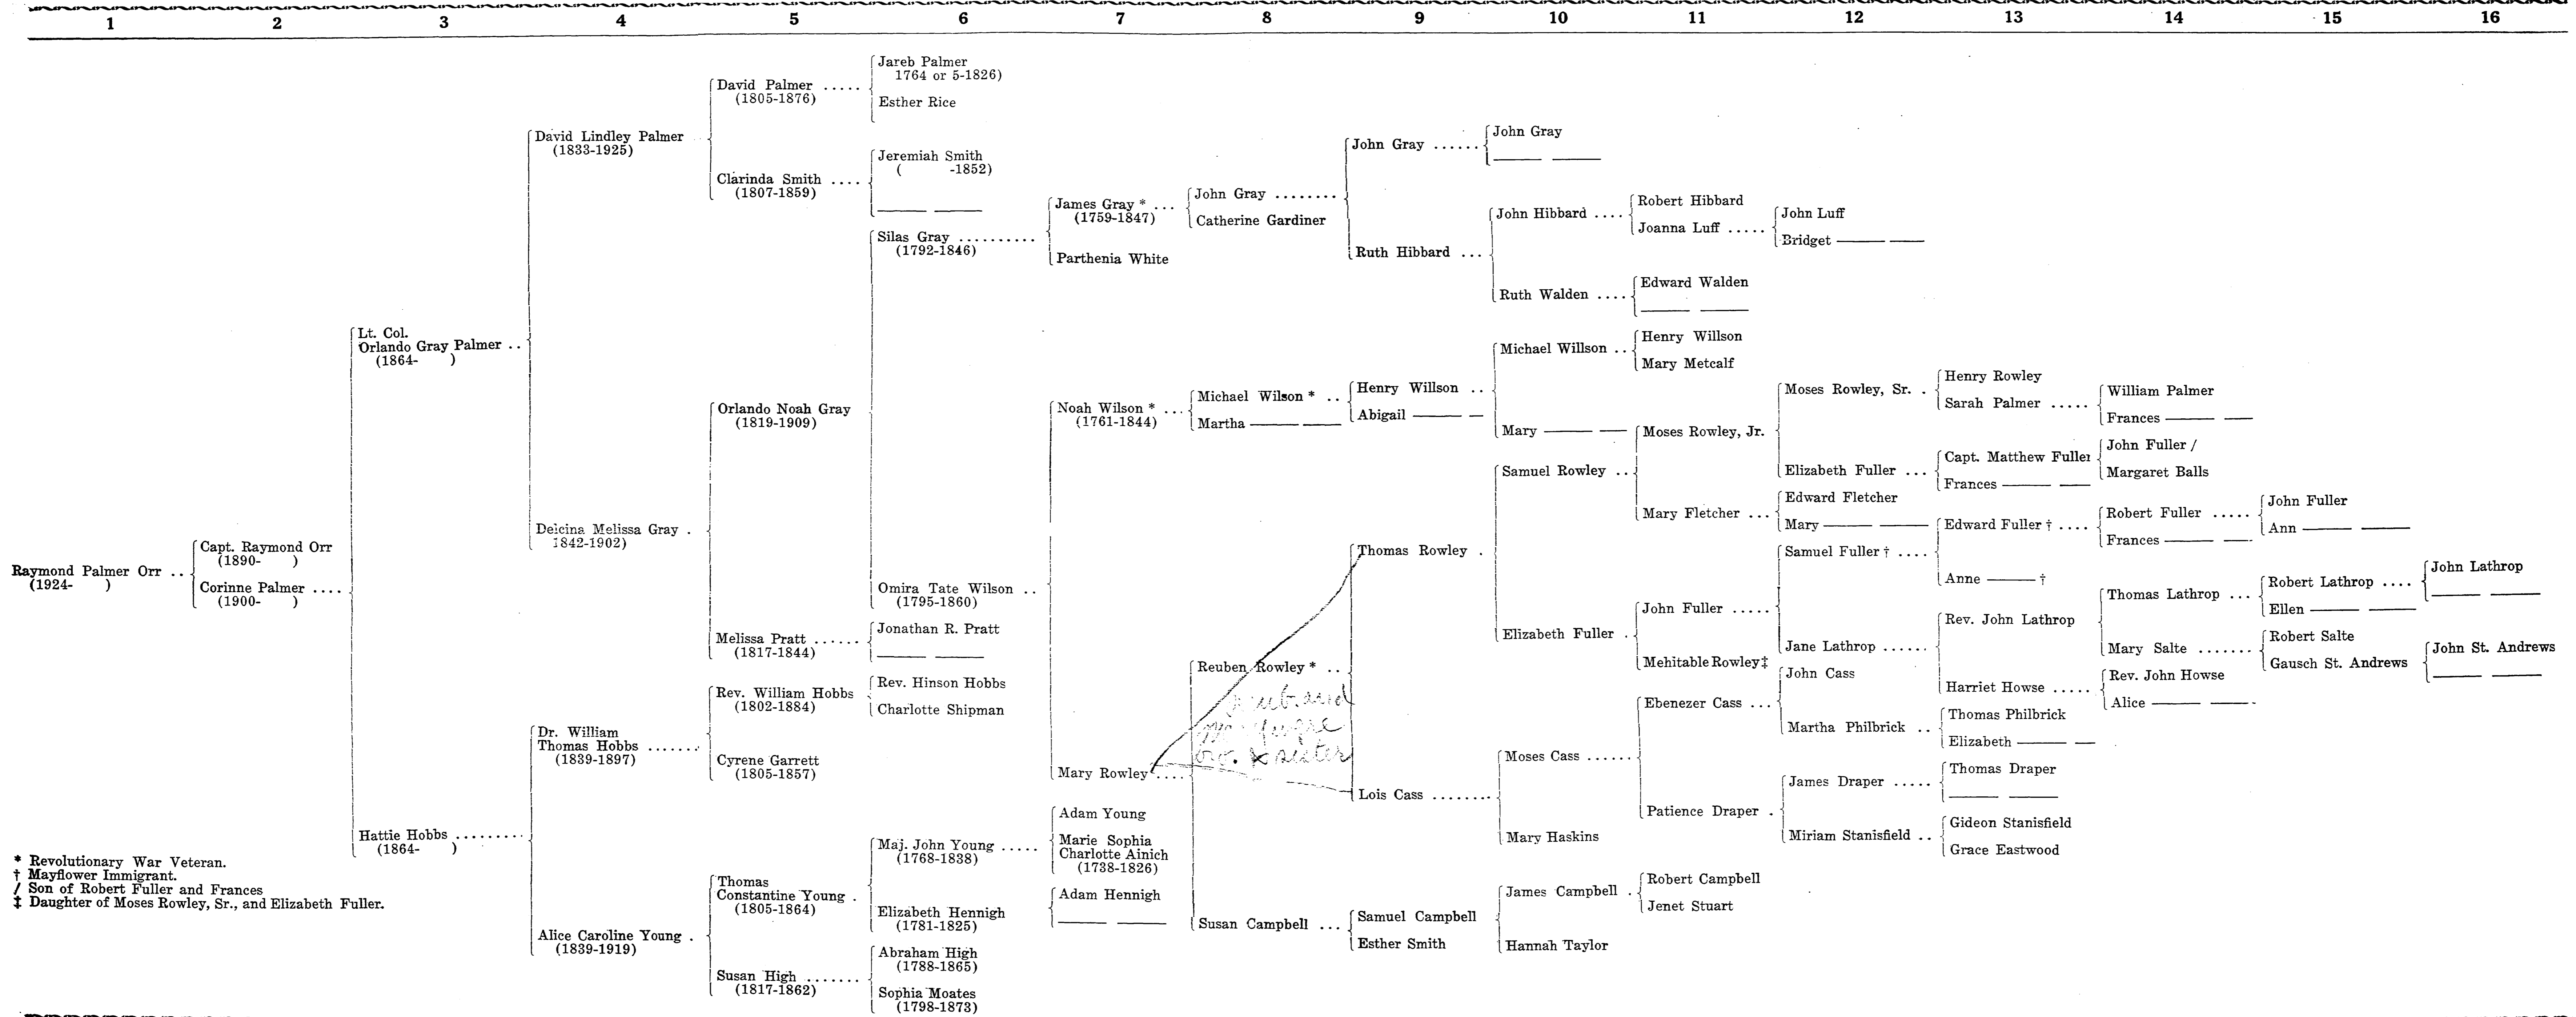 1 2 3 4 5 6 7 8 9 10 11 12 13 14 15 16
Raymond Palmer Orr ..
(1924- )
Capt. Raymond Orr
(1890- )
Corinne Palmer ....
(1900- )
Lt. Col.
Orlando Gray Palmer ..
(1864- )
Hattie Hobbs ........
(1864- )
David Lindley Palmer
(1833-1925)
Delcina Melissa Gray .
1842-1902)
Dr. William
Thomas Hobbs .......
(1839-1897)
Alice Caroline Young .
(1839-1919)
David Palmer .....
(1805-1876)
Clarinda Smith ....
(1807-1859)
Orlando Noah Gray
(1819-1909)
Melissa Pratt ......
(1817-1844)
Rev. William Hobbs
(1802-1884)
Cyrene Garrett
(1805-1857)
Thomas
Constantine Young .
(1805-1864)
Susan High .......
(1817-1862)
Jareb Palmer
1764 or 5-1826)
Esther Rice
Jeremiah Smith
( -1852)
—— ——
Silas Gray ..........
(1792-1846)
Omira Tate Wilson ..
(1795-1860)
Jonathan R. Pratt
—— ——
Rev. Hinson Hobbs
Charlotte Shipman
Maj. John Young .....
(1768-1838)
Elizabeth Hennigh
(1781-1825)
Abraham High
(1788-1865)
Sophia Moates
(1798-1873)
James Gray * ...
(1759-1847)
Parthenia White
Noah Wilson * ...
(1761-1844)
Mary Rowley ....
Adam Young
Marie Sophia
Charlotte Ainich
(1738-1826)
Adam Hennigh
—— ——
John Gray ........
Catherine Gardiner
Michael Wilson * ..
Martha —— ——
Reuben Rowley * ..
husband
bro. & sister
Susan Campbell ...
John Gray ......
Ruth Hibbard ...
Henry Willson ..
Abigail —— —
Thomas Rowley .
Lois Cass ........
Samuel Campbell
Esther Smith
John Gray
—— ——
John Hibbard ....
Ruth Walden ....
Michael Willson ..
Mary —— ——
Samuel Rowley ..
Elizabeth Fuller .
Moses Cass ......
Mary Haskins
James Campbell .
Hannah Taylor
Robert Hibbard
Joanna Luff .....
Edward Walden
—— ——
Henry Willson
Mary Metcalf
Moses Rowley, Jr.
Mary Fletcher ...
John Fuller .....
Mehitable Rowley‡
Ebenezer Cass ...
Patience Draper .
Robert Campbell
Jenet Stuart
John Luff
Bridget —— ——
Moses Rowley, Sr. .
Elizabeth Fuller ...
Edward Fletcher
Mary —— ——
Samuel Fuller † ....
Jane Lathrop ......
John Cass
Martha Philbrick ..
James Draper .....
Miriam Stanisfield ..
Henry Rowley
Sarah Palmer .....
Capt. Matthew Fuller
Frances —— ——
Edward Fuller † ....
Anne —— †
Rev. John Lathrop
Harriet Howse .....
Thomas Philbrick
Elizabeth —— —
Thomas Draper
—— ——
Gideon Stanisfield
Grace Eastwood
William Palmer
Frances —— ——
John Fuller /
Margaret Balls
Robert Fuller .....
Frances —— ——
Thomas Lathrop ...
Mary Salte .......
Rev. John Howse
Alice —— ——
John Fuller
Ann —— ——
Robert Lathrop ....
Ellen —— ——
Robert Salte
Gausch St. Andrews
John Lathrop
—— ——
John St. Andrews
—— ——
* Revolutionary War Veteran.
† Mayflower Immigrant.
/ Son of Robert Fuller and Frances
‡ Daughter of Moses Rowley, Sr., and Elizabeth Fuller.